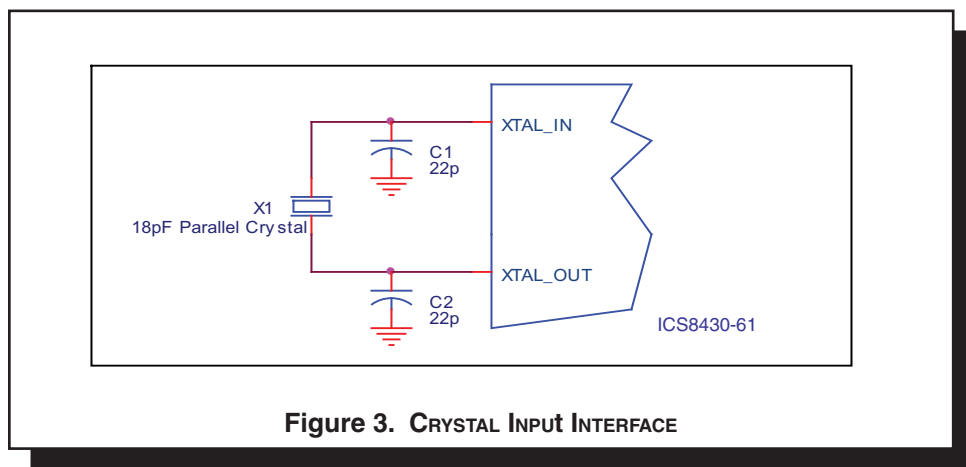 XTAL_IN
C1
22p
X1
18pF Parallel Crystal
XTAL_OUT
C2
22p
ICS8430-61
Figure 3. CRYSTAL INPUt INTERFACE